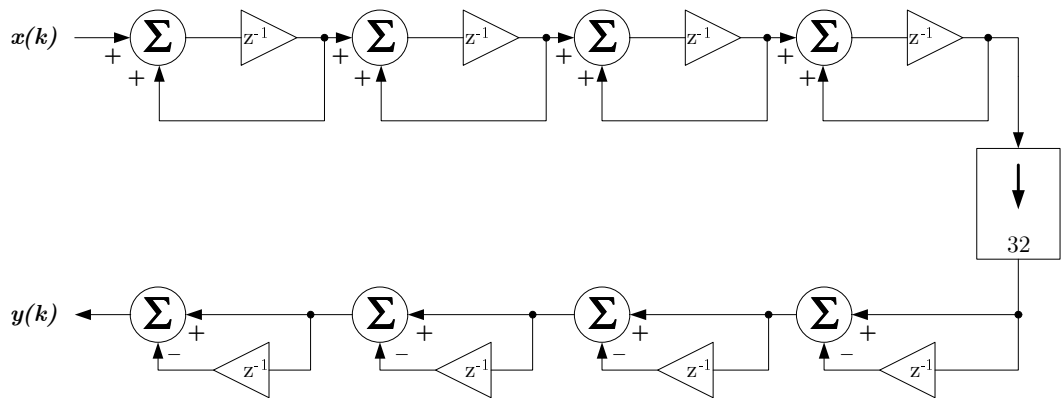 x(k) Σ z⁻¹ Σ z⁻¹ Σ z⁻¹ Σ z⁻¹
+ + + + + + + +
32
y(k) Σ Σ Σ Σ
+ + + +
− z⁻¹ − z⁻¹ − z⁻¹ − z⁻¹